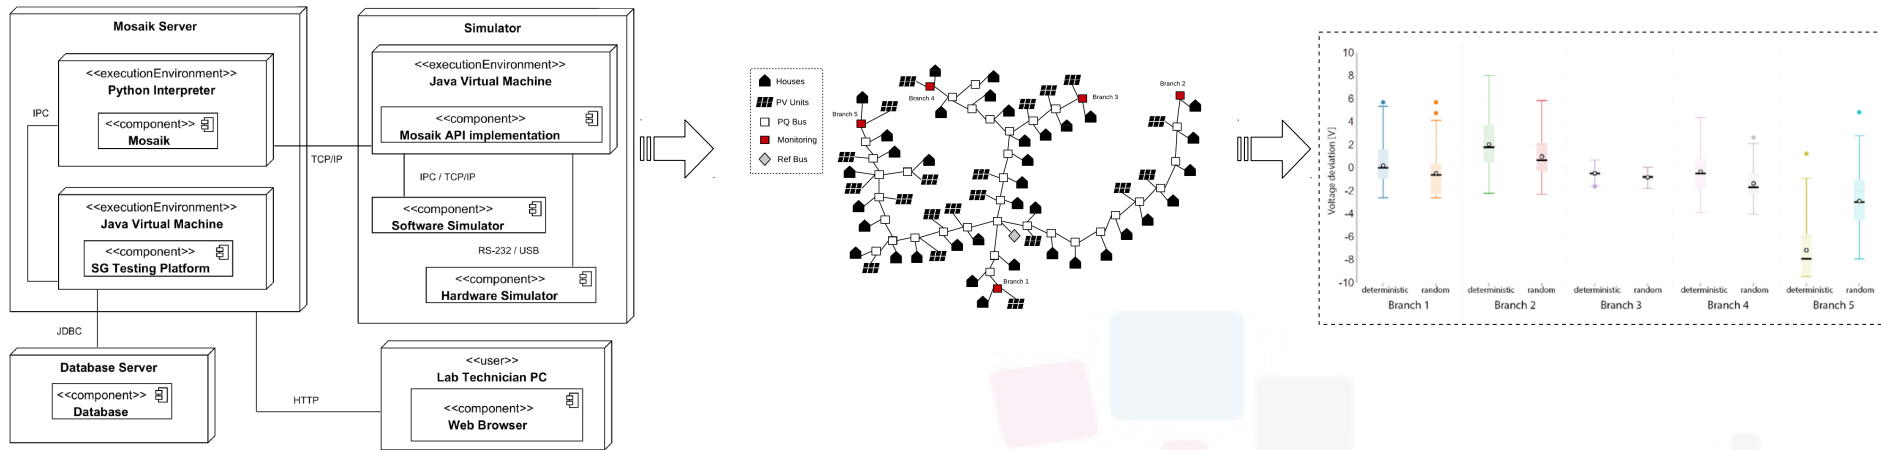 Mosaik Server
<<executionEnvironment>>
Python Interpreter
<<component>>
Mosaik
IPC
<<executionEnvironment>>
Java Virtual Machine
<<component>>
SG Testing Platform
TCP/IP
JDBC
Database Server
<<component>>
Database
HTTP
Simulator
<<executionEnvironment>>
Java Virtual Machine
<<component>>
Mosaik API implementation
IPC / TCP/IP
<<component>>
Software Simulator
RS-232 / USB
<<component>>
Hardware Simulator
<<user>>
Lab Technician PC
<<component>>
Web Browser
Houses
PV Units
PQ Bus
Monitoring
Ref Bus
Branch 4
Branch 5
Branch 3
Branch 2
Branch 1
Voltage deviation [V]
10
8
6
4
2
0
-2
-4
-6
-8
-10
deterministic random deterministic random deterministic random deterministic random deterministic random
Branch 1 Branch 2 Branch 3 Branch 4 Branch 5